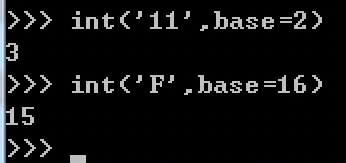 >>> int('11',base=2)
3
>>> int('F',base=16)
15
>>>